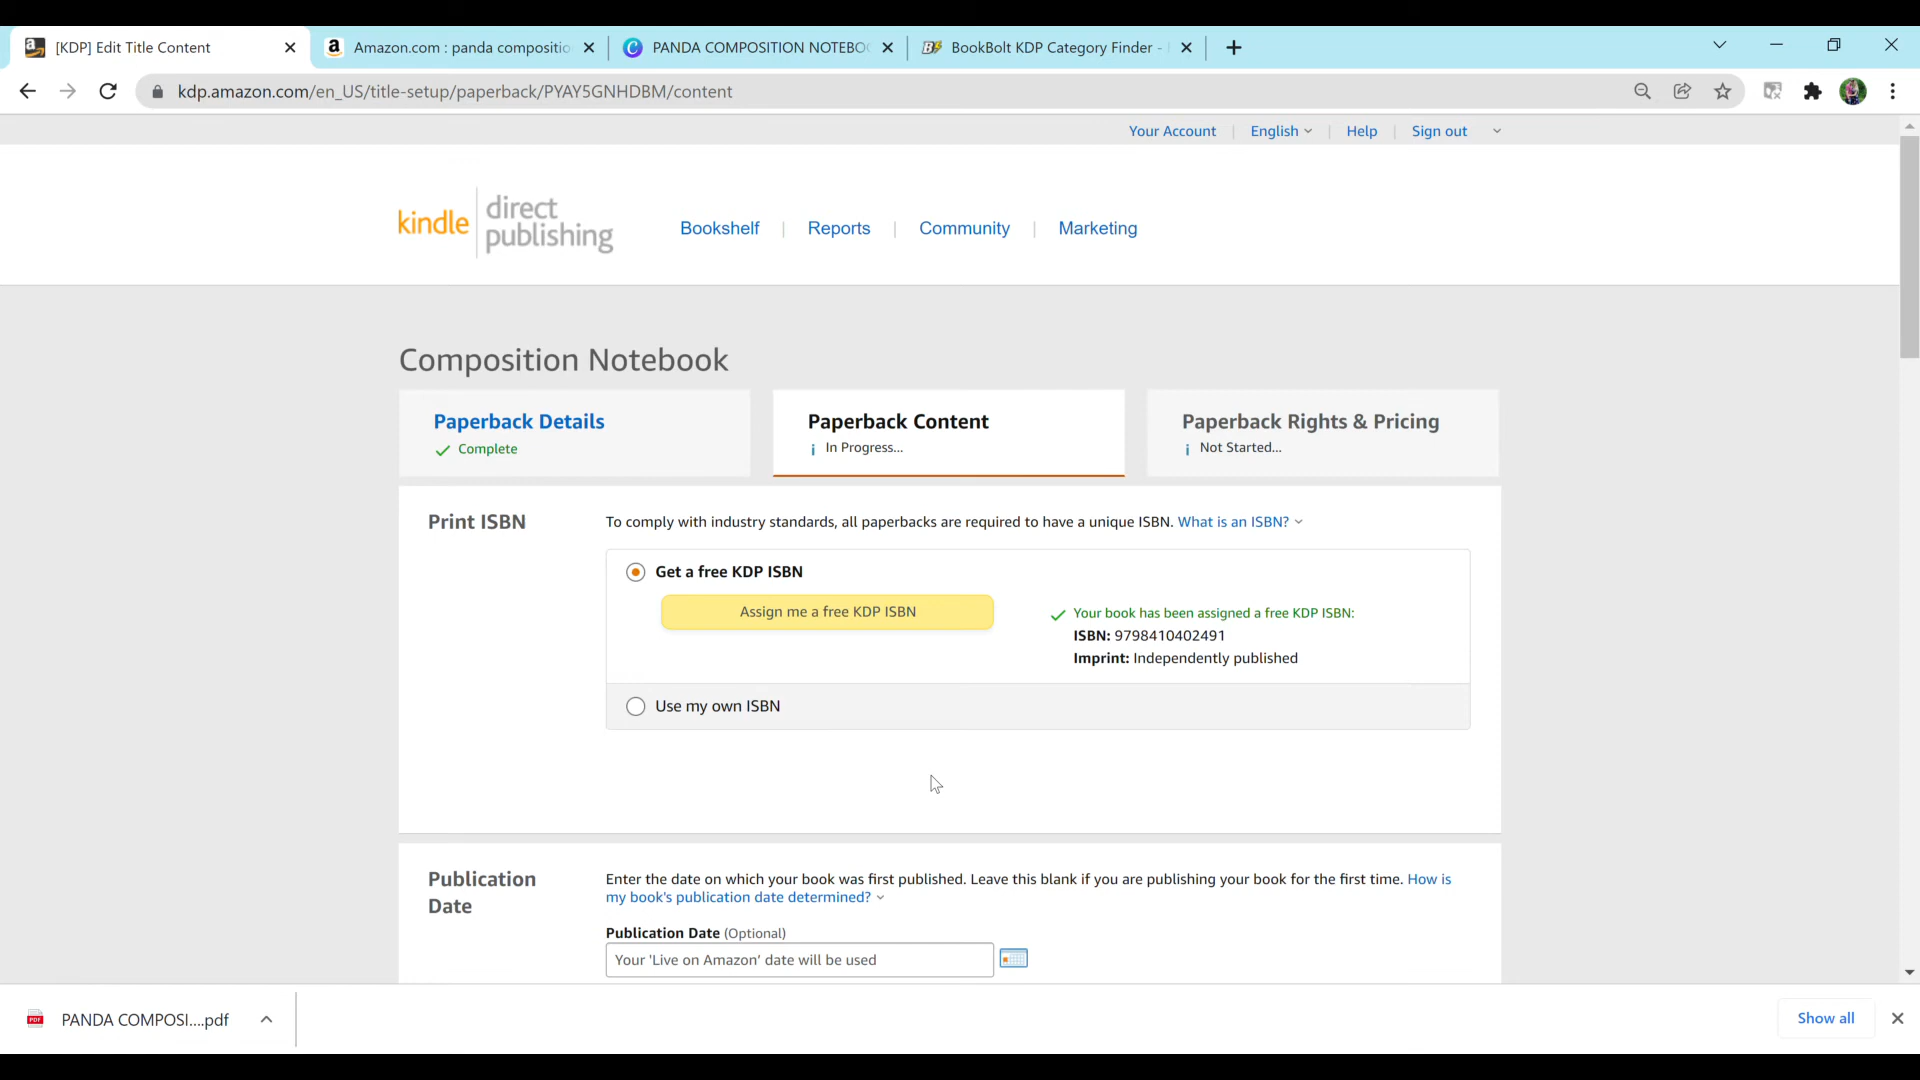 [KDP] Edit Title Content
Amazon.com : panda compositio
PANDA COMPOSITION NOTEBO
BookBolt KDP Category Finder -
kdp.amazon.com/en_US/title-setup/paperback/PYAY5GNHDBM/content
Your Account | English | Help | Sign out
kindle direct publishing
Bookshelf | Reports | Community | Marketing
Composition Notebook
Paperback Details
Complete
Paperback Content
In Progress...
Paperback Rights & Pricing
Not Started...
Print ISBN
To comply with industry standards, all paperbacks are required to have a unique ISBN. What is an ISBN?
Get a free KDP ISBN
Assign me a free KDP ISBN
Your book has been assigned a free KDP ISBN:
ISBN: 9798410402491
Imprint: Independently published
Use my own ISBN
Publication Date
Enter the date on which your book was first published. Leave this blank if you are publishing your book for the first time. How is
my book's publication date determined?
Publication Date (Optional)
Your 'Live on Amazon' date will be used
PDF
PANDA COMPOSI....pdf
Show all